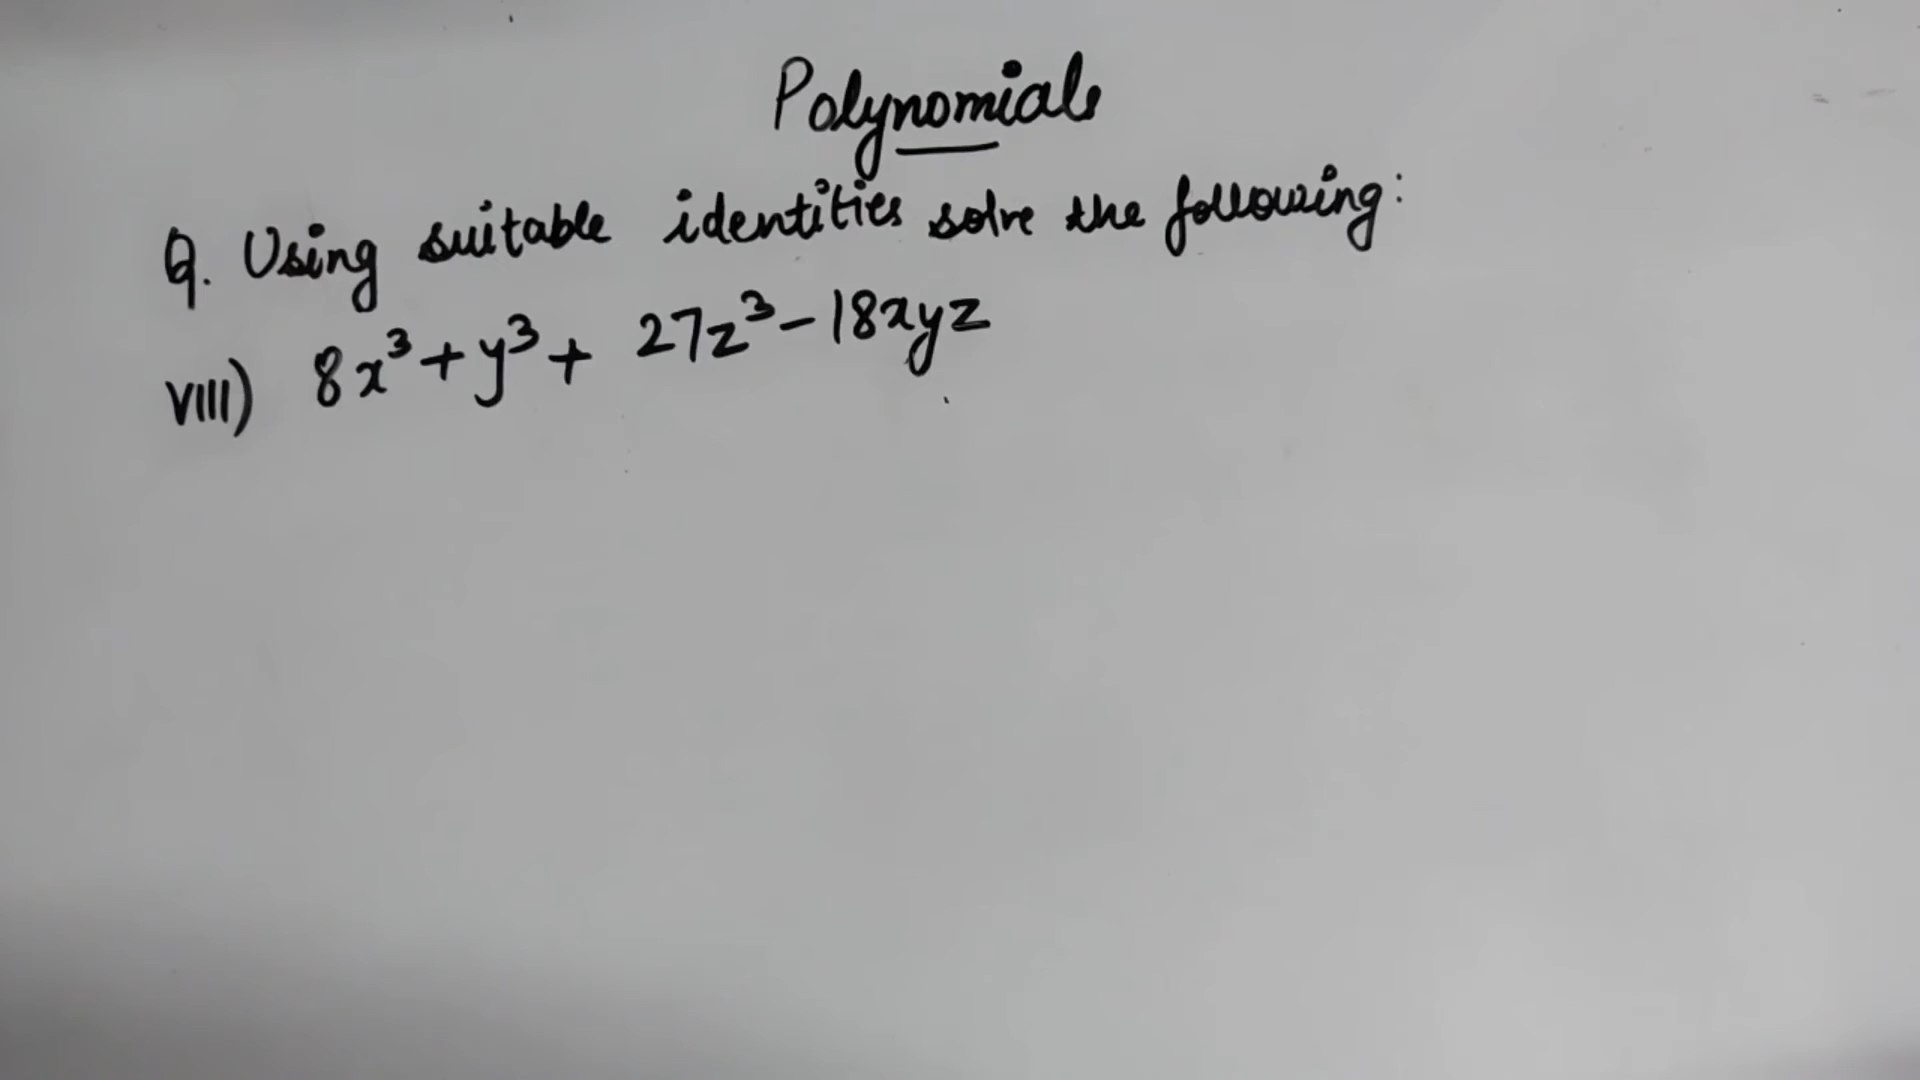 Polynomials
Q. Using suitable identities solve the following:
VIII) 8x³ + y³ + 27z³ - 18xyz